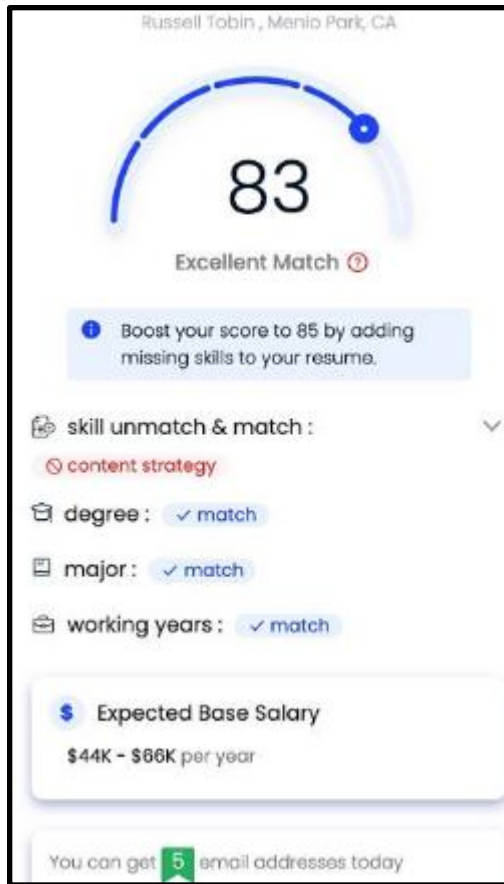 Russell Tobin , Menlo Park, CA
83
Excellent Match ?
Boost your score to 85 by adding
missing skills to your resume.
skill unmatch & match :
content strategy
degree : ✓ match
major : ✓ match
working years : ✓ match
$ Expected Base Salary
$44K - $66K per year
You can get 5 email addresses today